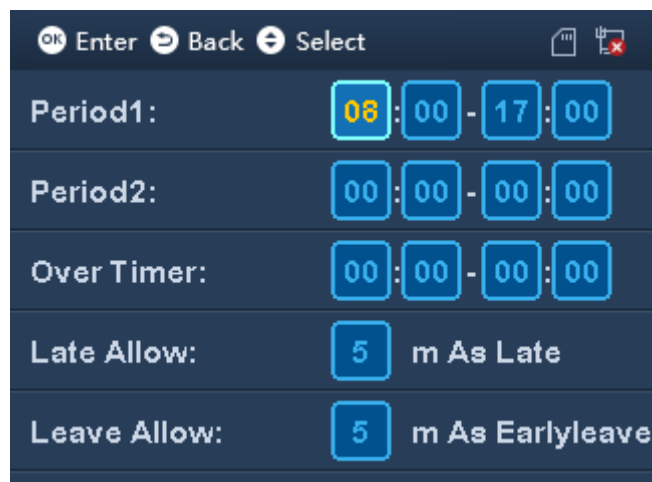 OK Enter Back Select
Period1: 08:00-17:00
Period2: 00:00-00:00
Over Timer: 00:00-00:00
Late Allow: 5 m As Late
Leave Allow: 5 m As Earlyleave